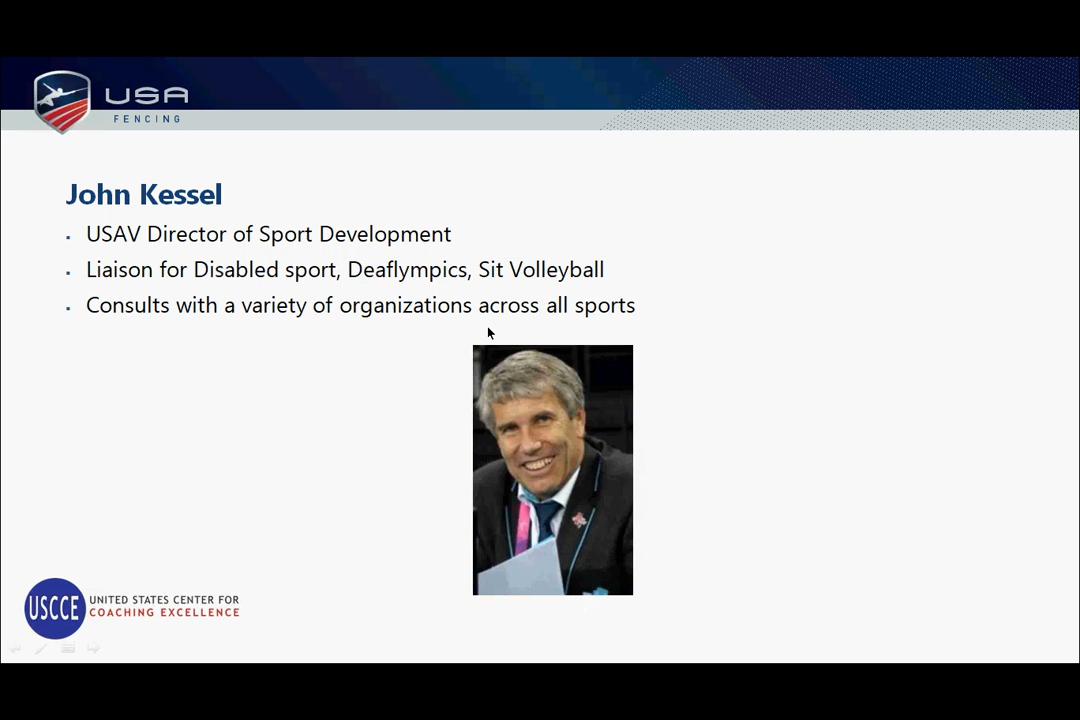 USA
FENCING
John Kessel
▪ USAV Director of Sport Development
▪ Liaison for Disabled sport, Deaflympics, Sit Volleyball
▪ Consults with a variety of organizations across all sports
USCCE
UNITED STATES CENTER FOR
COACHING EXCELLENCE